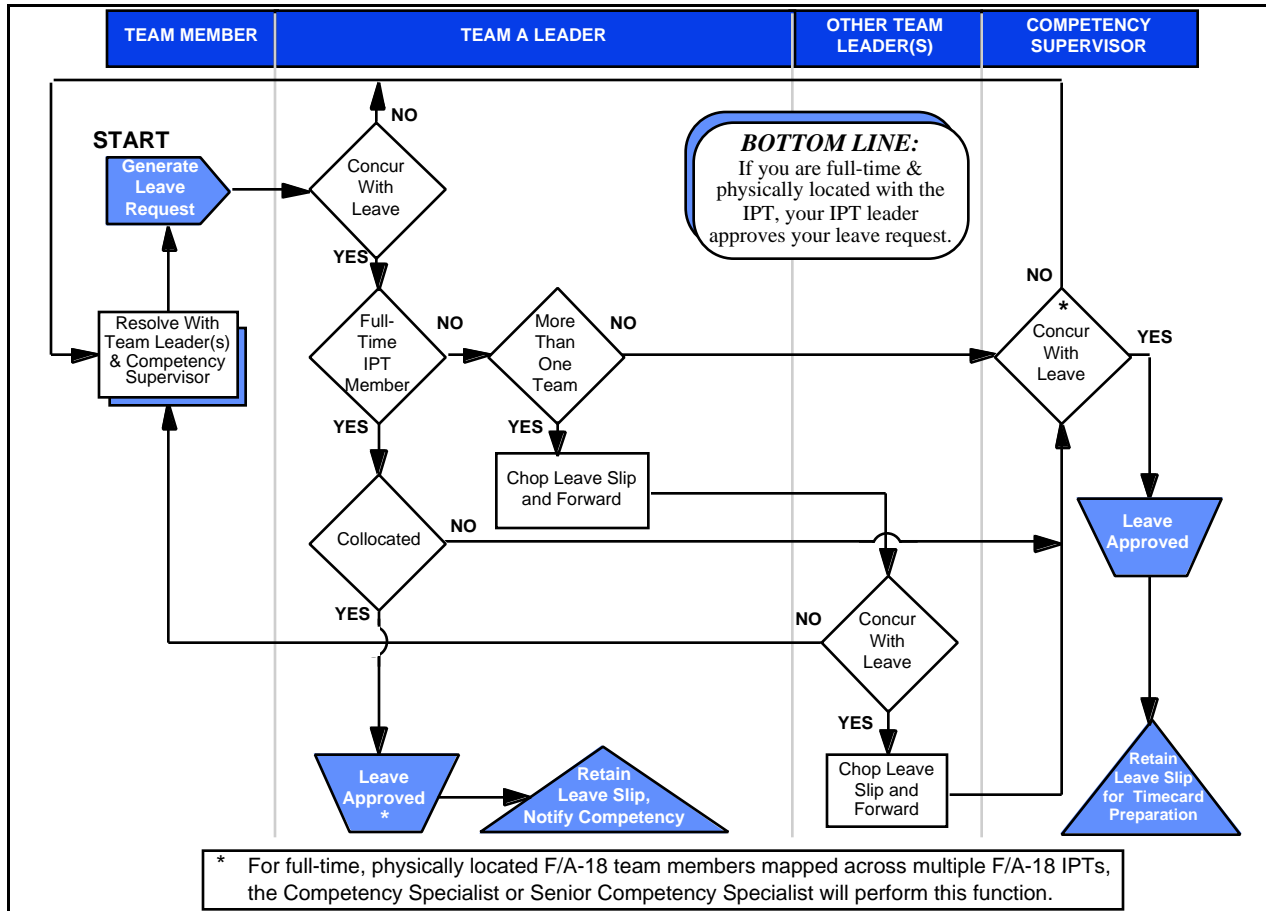 TEAM MEMBER
TEAM A LEADER
OTHER TEAM
LEADER(S)
COMPETENCY
SUPERVISOR
NO
START
Generate
Leave
Request
Concur
With
Leave
BOTTOM LINE:
If you are full-time &
physically located with the
IPT, your IPT leader
approves your leave request.
YES
NO
Resolve With
Team Leader(s)
& Competency
Supervisor
Full-
Time
IPT
Member
NO
More
Than
One
Team
NO
*
Concur
With
Leave
YES
YES
YES
Chop Leave Slip
and Forward
Collocated
NO
Leave
Approved
YES
NO
Concur
With
Leave
YES
Leave
Approved
*
Retain
Leave Slip,
Notify Competency
Chop Leave
Slip and
Forward
Retain
Leave Slip
for Timecard
Preparation
* For full-time, physically located F/A-18 team members mapped across multiple F/A-18 IPTs,
the Competency Specialist or Senior Competency Specialist will perform this function.